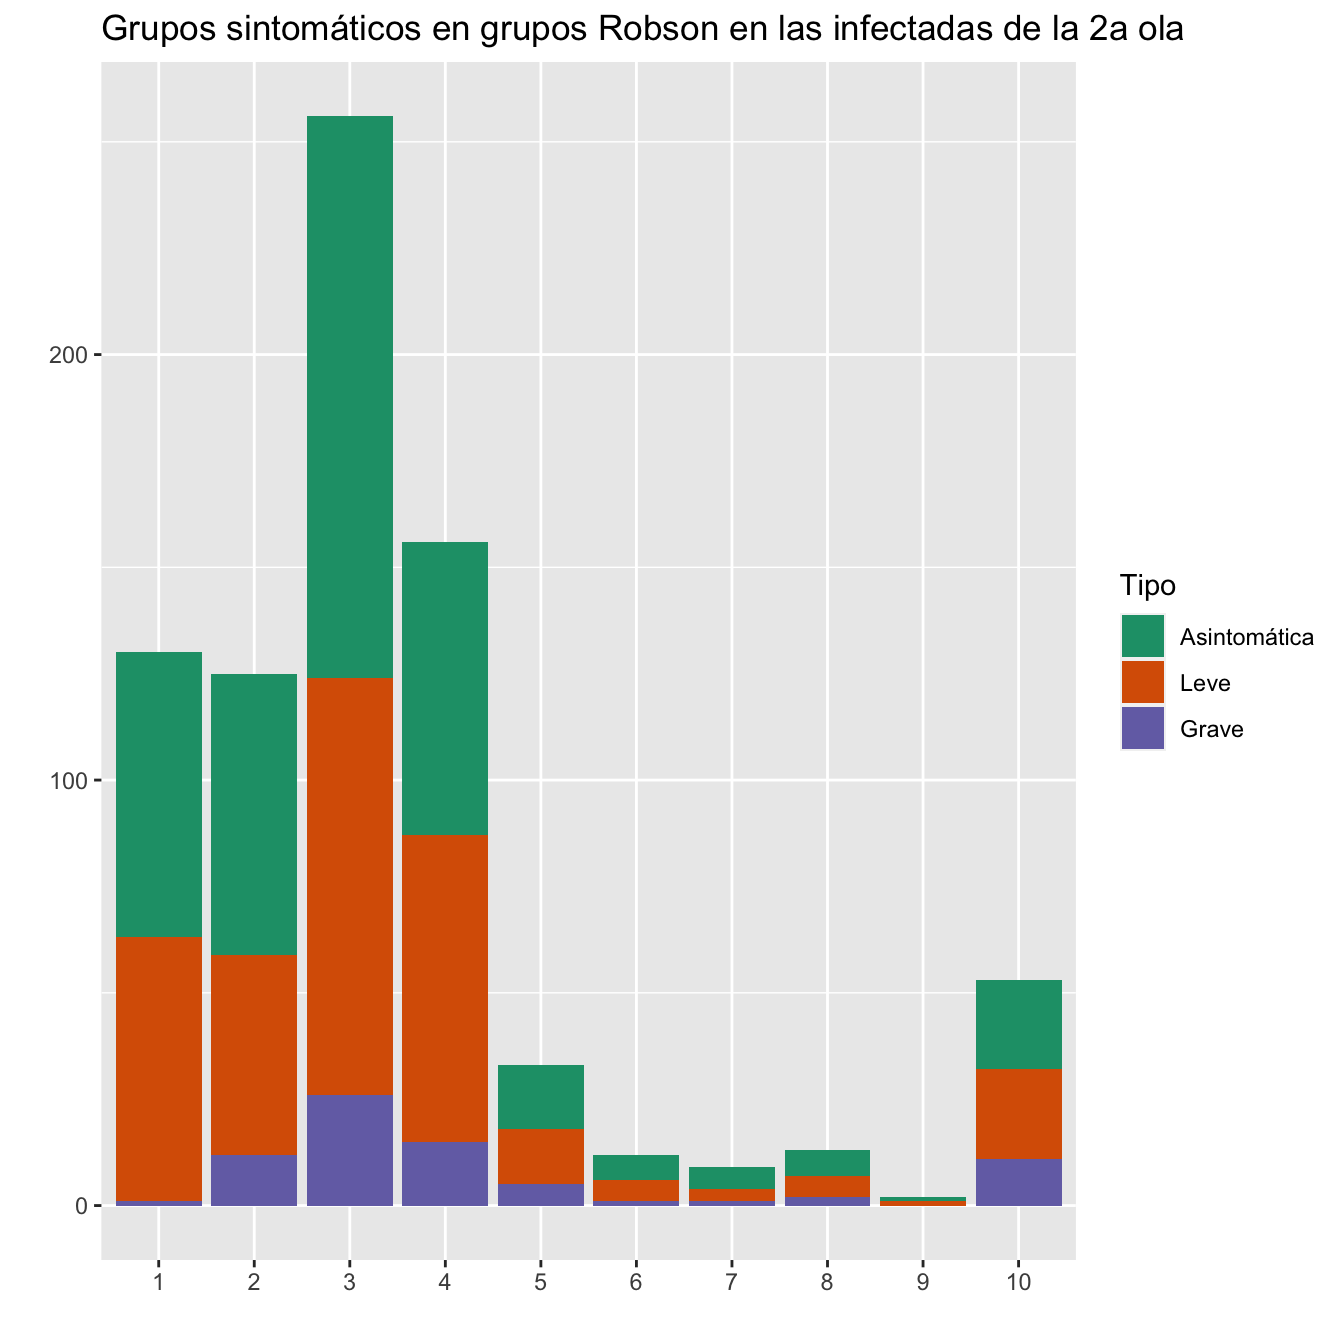 Grupos sintomáticos en grupos Robson en las infectadas de la 2a ola
200
100
0
1 2 3 4 5 6 7 8 9 10
Tipo
Asintomática
Leve
Grave